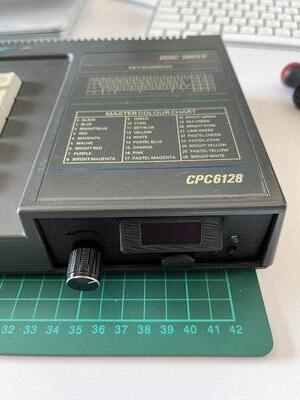 DISC DRIVE
KEY NUMBERS
MASTER COLOUR CHART
0 BLACK 9 GREEN 18 BRIGHT GREEN
1 BLUE 10 CYAN 19 SEA GREEN
2 BRIGHT BLUE 11 SKY BLUE 20 BRIGHT CYAN
3 RED 12 YELLOW 21 LIME GREEN
4 MAGENTA 13 WHITE 22 PASTEL GREEN
5 MAUVE 14 PASTEL BLUE 23 PASTEL CYAN
6 BRIGHT RED 15 ORANGE 24 BRIGHT YELLOW
7 PURPLE 16 PINK 25 PASTEL YELLOW
8 BRIGHT MAGENTA 17 PASTEL MAGENTA 26 BRIGHT WHITE
CPC6128
32 33 34 35 36 37 38 39 40 41 42